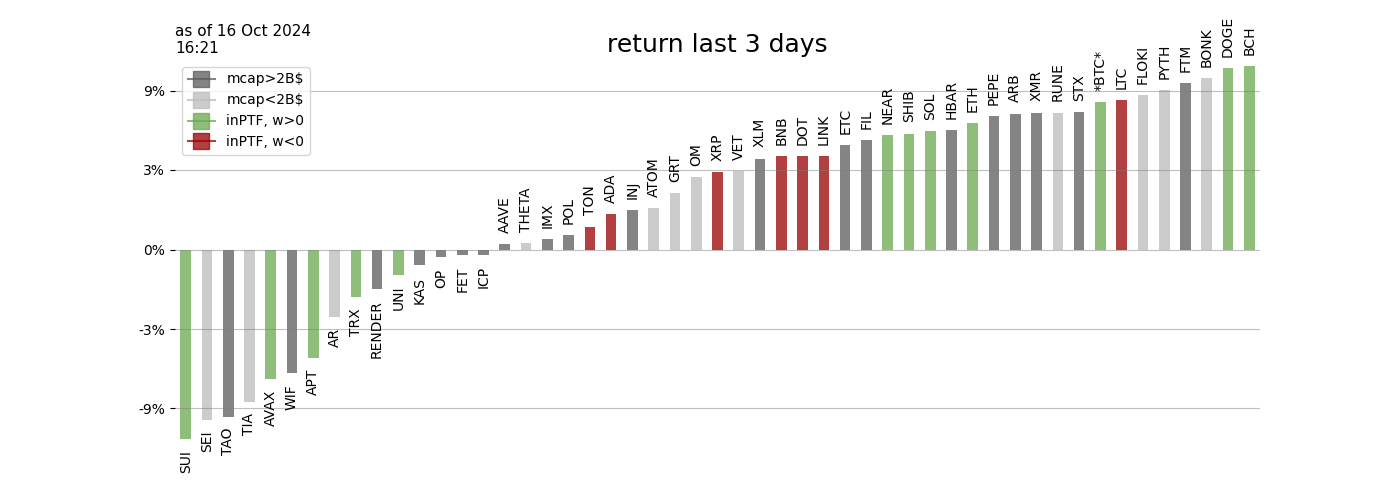 as of 16 Oct 2024
16:21
return last 3 days
mcap>2B$
mcap<2B$
inPTF, w>0
inPTF, w<0
9%
3%
0%
-3%
-9%
SUI
SEI
TAO
TIA
AVAX
WIF
APT
AR
TRX
RENDER
UNI
KAS
OP
FET
ICP
AAVE
THETA
IMX
POL
TON
ADA
INJ
ATOM
GRT
OM
XRP
VET
XLM
BNB
DOT
LINK
ETC
FIL
NEAR
SHIB
SOL
HBAR
ETH
PEPE
ARB
XMR
RUNE
STX
*BTC*
LTC
FLOKI
PYTH
FTM
BONK
DOGE
BCH